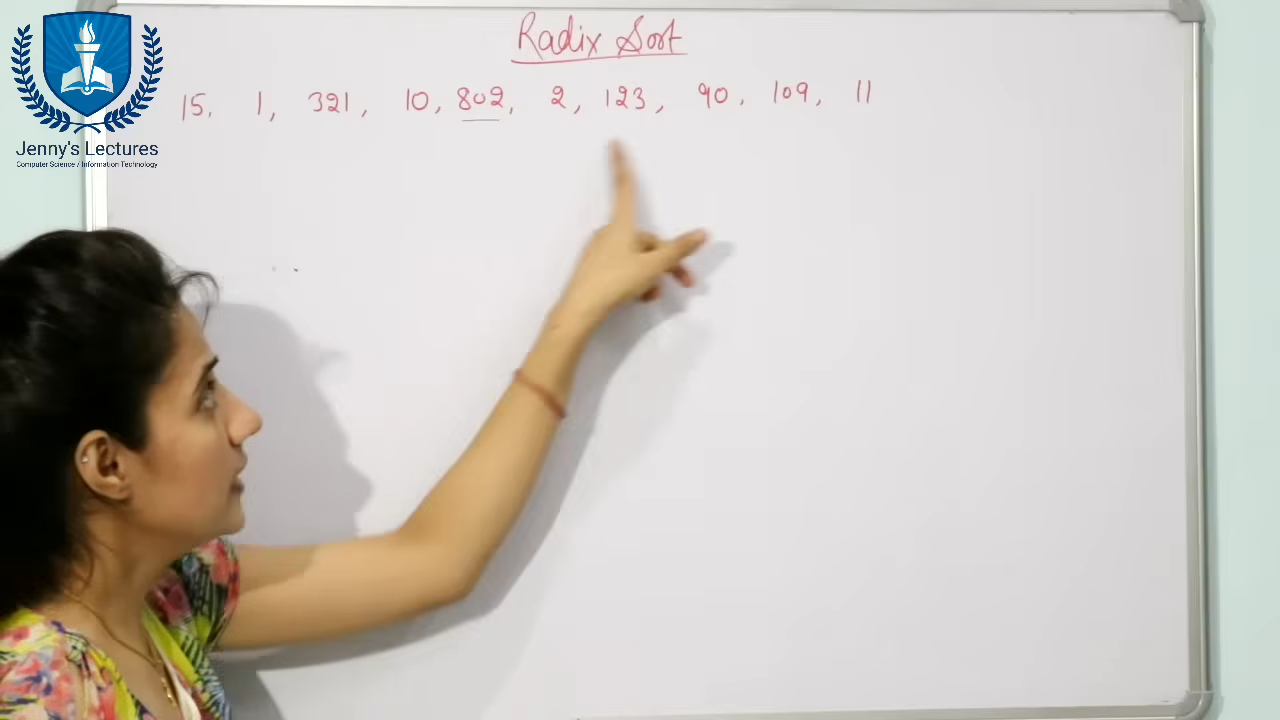 Radix Sort
15, 1, 321, 10, 802, 2, 123, 90, 109, 11
Jenny's Lectures
Computer Science / Information Technology